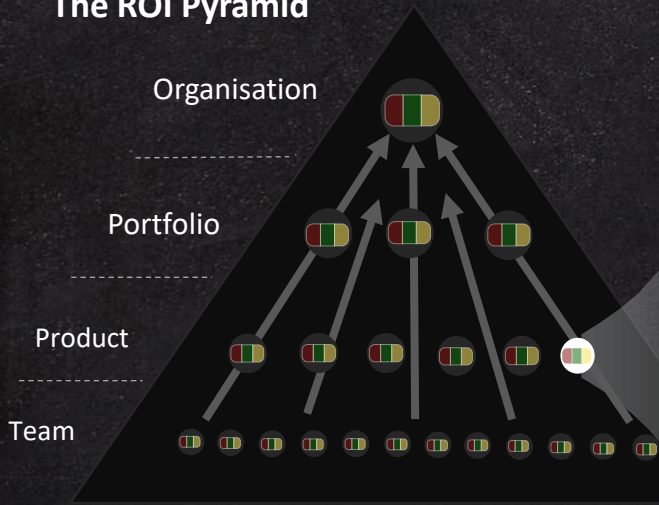 The ROI Pyramid
Organisation
Portfolio
Product
Team